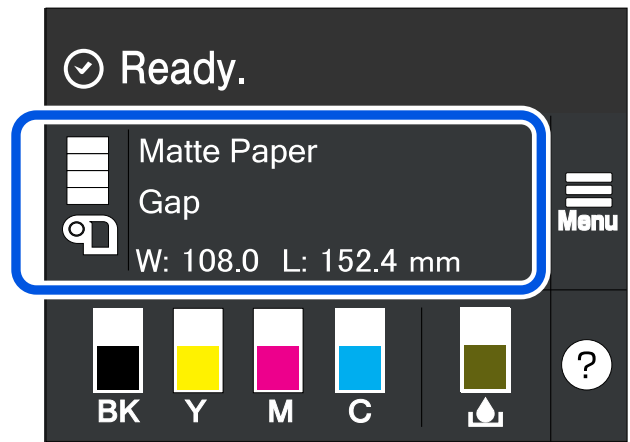 Ready.
Matte Paper
Gap
W: 108.0 L: 152.4 mm
Menu
BK Y M C
?